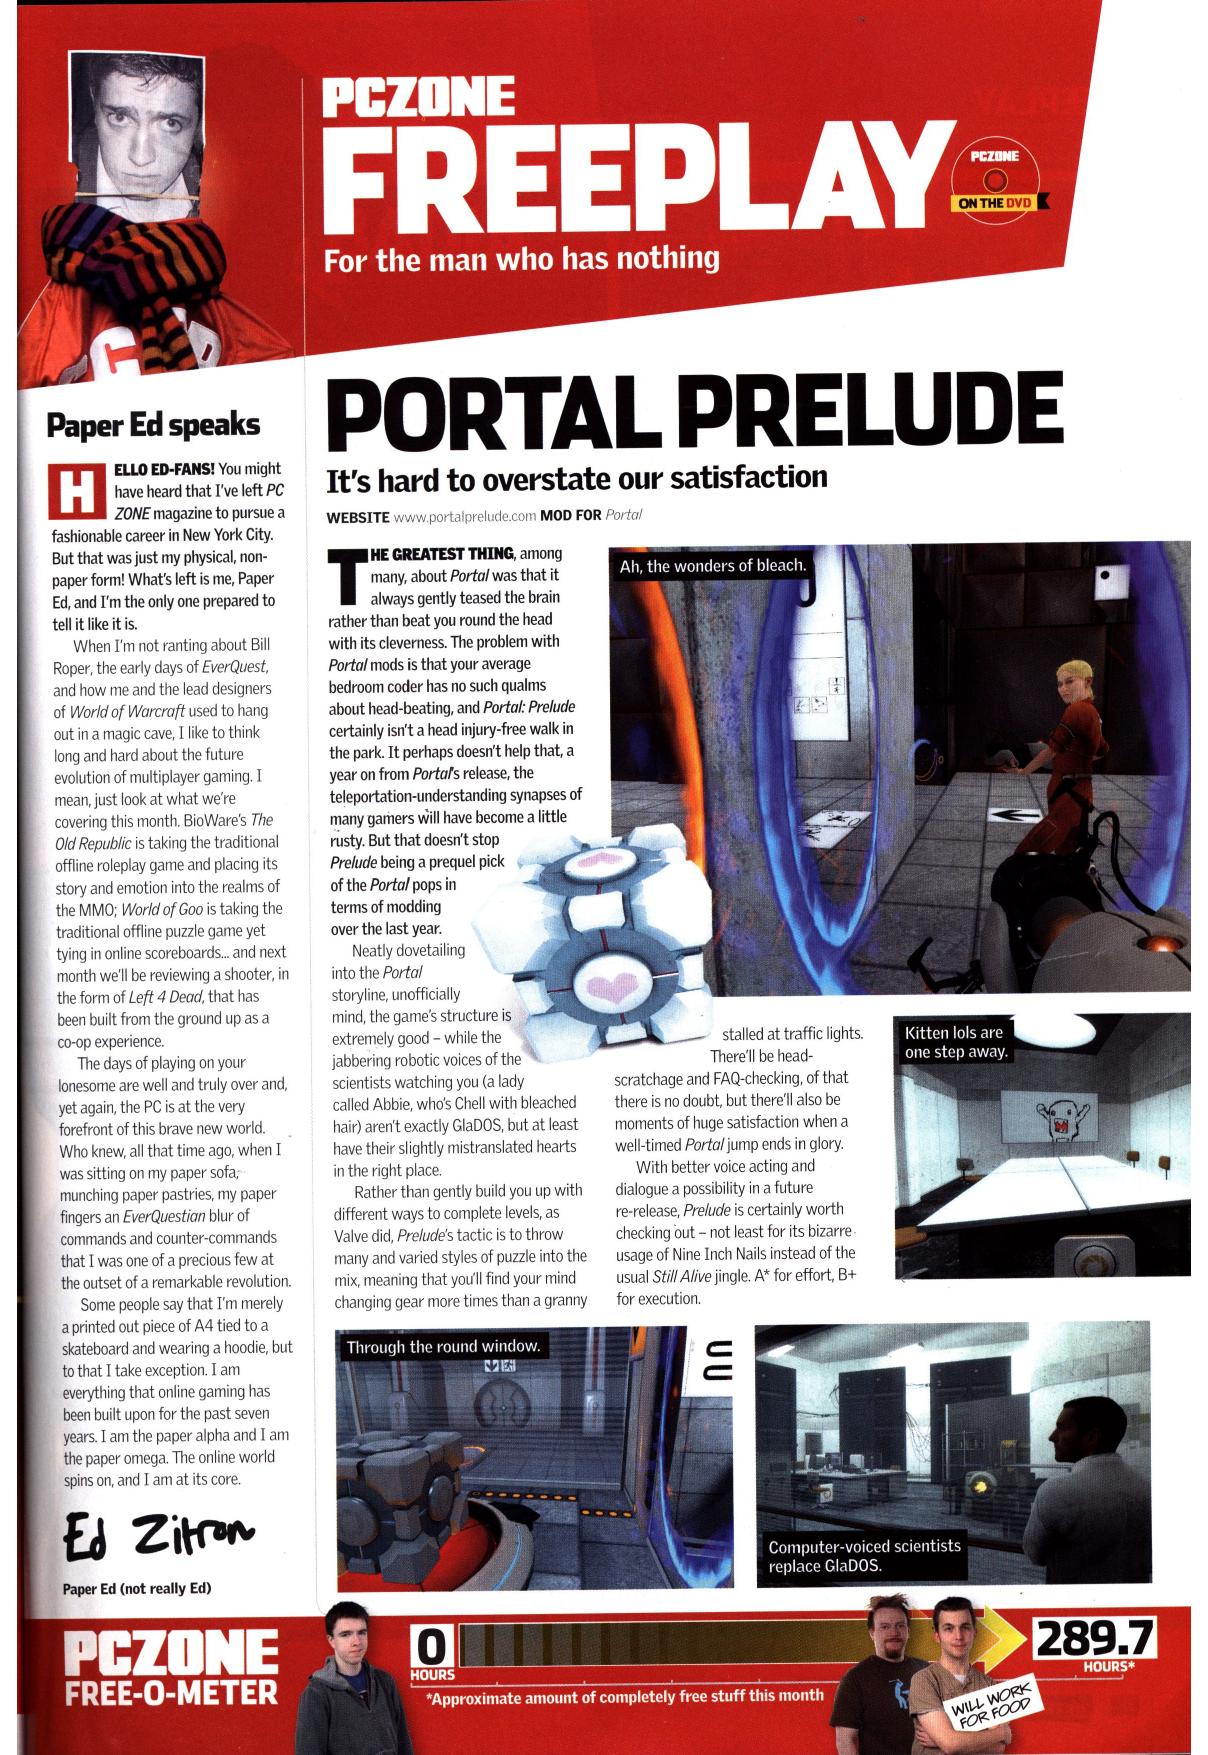 PCZONE
FREEPLAY
For the man who has nothing
PCZONE
ON THE DVD
Paper Ed speaks
HELLO ED-FANS! You might
have heard that I've left PC
ZONE magazine to pursue a
fashionable career in New York City.
But that was just my physical, non-
paper form! What's left is me, Paper
Ed, and I'm the only one prepared to
tell it like it is.
When I'm not ranting about Bill
Roper, the early days of EverQuest,
and how me and the lead designers
of World of Warcraft used to hang
out in a magic cave, I like to think
long and hard about the future
evolution of multiplayer gaming. I
mean, just look at what we're
covering this month. BioWare's The
Old Republic is taking the traditional
offline roleplay game and placing its
story and emotion into the realms of
the MMO; World of Goo is taking the
traditional offline puzzle game yet
tying in online scoreboards... and next
month we'll be reviewing a shooter, in
the form of Left 4 Dead, that has
been built from the ground up as a
co-op experience.
The days of playing on your
lonesome are well and truly over and,
yet again, the PC is at the very
forefront of this brave new world.
Who knew, all that time ago, when I
was sitting on my paper sofa,
munching paper pastries, my paper
fingers an EverQuestian blur of
commands and counter-commands
that I was one of a precious few at
the outset of a remarkable revolution.
Some people say that I'm merely
a printed out piece of A4 tied to a
skateboard and wearing a hoodie, but
to that I take exception. I am
everything that online gaming has
been built upon for the past seven
years. I am the paper alpha and I am
the paper omega. The online world
spins on, and I am at its core.
Ed Zitron
Paper Ed (not really Ed)
PORTAL PRELUDE
It's hard to overstate our satisfaction
WEBSITE www.portalprelude.com MOD FOR Portal
THE GREATEST THING, among
many, about Portal was that it
always gently teased the brain
rather than beat you round the head
with its cleverness. The problem with
Portal mods is that your average
bedroom coder has no such qualms
about head-beating, and Portal: Prelude
certainly isn't a head injury-free walk in
the park. It perhaps doesn't help that, a
year on from Portal's release, the
teleportation-understanding synapses of
many gamers will have become a little
rusty. But that doesn't stop
Prelude being a prequel pick
of the Portal pops in
terms of modding
over the last year.
Neatly dovetailing
into the Portal
storyline, unofficially
mind, the game's structure is
extremely good – while the
jabbering robotic voices of the
scientists watching you (a lady
called Abbie, who's Chell with bleached
hair) aren't exactly GlaDOS, but at least
have their slightly mistranslated hearts
in the right place.
Rather than gently build you up with
different ways to complete levels, as
Valve did, Prelude's tactic is to throw
many and varied styles of puzzle into the
mix, meaning that you'll find your mind
changing gear more times than a granny
stalled at traffic lights.
There'll be head-
scratchage and FAQ-checking, of that
there is no doubt, but there'll also be
moments of huge satisfaction when a
well-timed Portal jump ends in glory.
With better voice acting and
dialogue a possibility in a future
re-release, Prelude is certainly worth
checking out – not least for its bizarre
usage of Nine Inch Nails instead of the
usual Still Alive jingle. A* for effort, B+
for execution.
Ah, the wonders of bleach.
Kitten lols are
one step away.
Through the round window.
Computer-voiced scientists
replace GlaDOS.
PCZONE
FREE-O-METER
0
HOURS
289.7
HOURS*
*Approximate amount of completely free stuff this month
WILL WORK
FOR FOOD